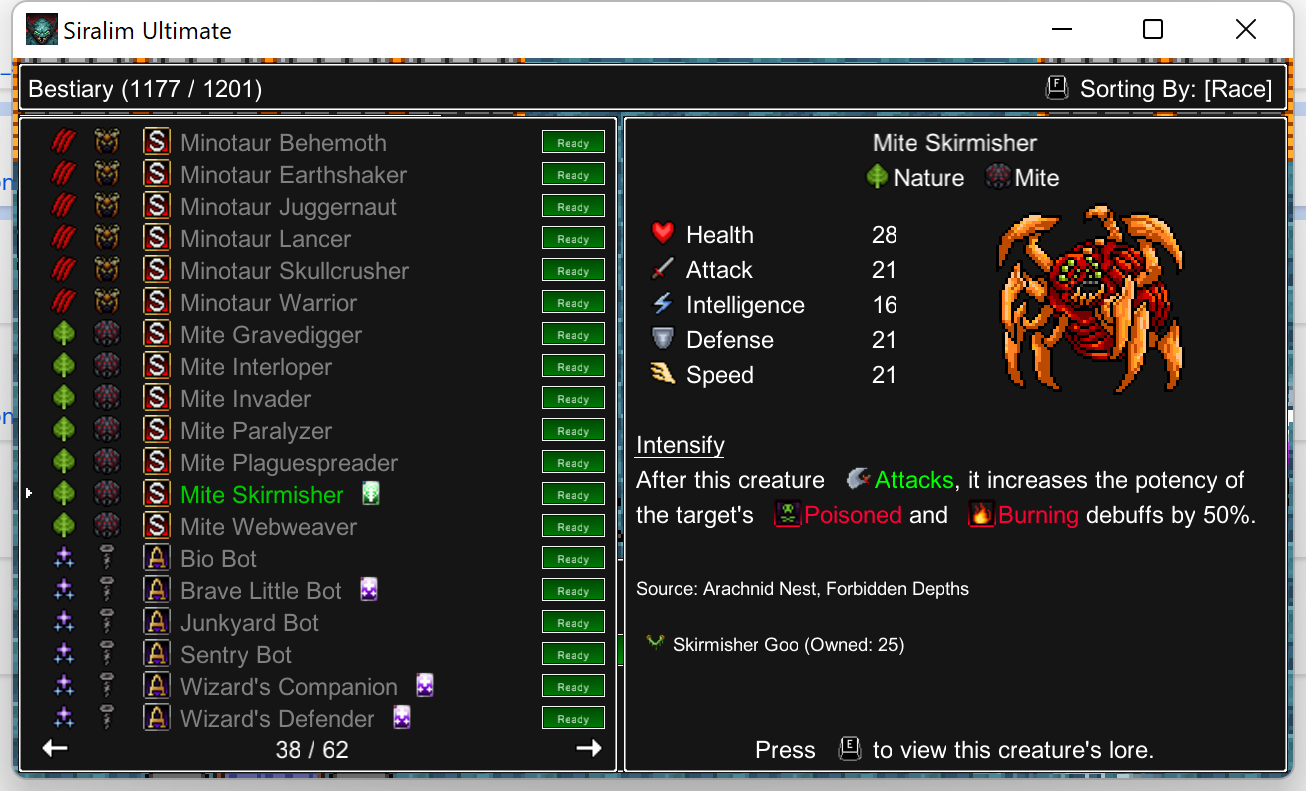 Siralim Ultimate
Bestiary (1177 / 1201)
F Sorting By: [Race]
S Minotaur Behemoth Ready
S Minotaur Earthshaker Ready
S Minotaur Juggernaut Ready
S Minotaur Lancer Ready
S Minotaur Skullcrusher Ready
S Minotaur Warrior Ready
S Mite Gravedigger Ready
S Mite Interloper Ready
S Mite Invader Ready
S Mite Paralyzer Ready
S Mite Plaguespreader Ready
S Mite Skirmisher Ready
S Mite Webweaver Ready
A Bio Bot Ready
A Brave Little Bot Ready
A Junkyard Bot Ready
A Sentry Bot Ready
A Wizard's Companion Ready
A Wizard's Defender Ready
38 / 62
Mite Skirmisher
Nature Mite
Health 28
Attack 21
Intelligence 16
Defense 21
Speed 21
Intensify
After this creature Attacks, it increases the potency of
the target's Poisoned and Burning debuffs by 50%.
Source: Arachnid Nest, Forbidden Depths
Skirmisher Goo (Owned: 25)
Press E to view this creature's lore.